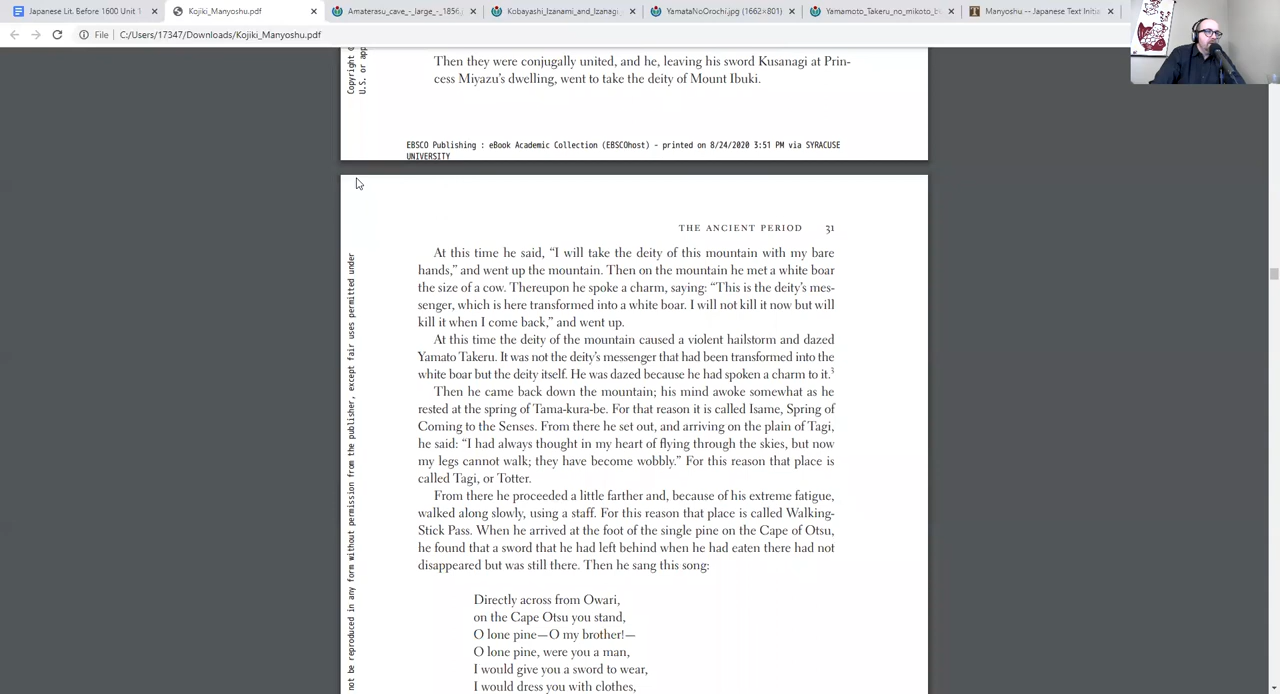 Japanese Lit. Before 1600 Unit 1
Kojiki_Manyoshu.pdf
Amaterasu_cave_-_large_-_1856.
Kobayashi_Izanami_and_Izanagi_
YamataNoOrochi.jpg (1662×801)
Yamamoto_Takeru_no_mikoto_b
Manyoshu -- Japanese Text Initia
File
C:/Users/17347/Downloads/Kojiki_Manyoshu.pdf
Copyright ©
U.S. or app
Then they were conjugally united, and he, leaving his sword Kusanagi at Prin-
cess Miyazu's dwelling, went to take the deity of Mount Ibuki.
EBSCO Publishing : eBook Academic Collection (EBSCOhost) - printed on 8/24/2020 3:51 PM via SYRACUSE
UNIVERSITY
not be reproduced in any form without permission from the publisher, except fair uses permitted under
THE ANCIENT PERIOD 31
At this time he said, “I will take the deity of this mountain with my bare
hands,” and went up the mountain. Then on the mountain he met a white boar
the size of a cow. Thereupon he spoke a charm, saying: “This is the deity's mes-
senger, which is here transformed into a white boar. I will not kill it now but will
kill it when I come back,” and went up.
At this time the deity of the mountain caused a violent hailstorm and dazed
Yamato Takeru. It was not the deity's messenger that had been transformed into the
white boar but the deity itself. He was dazed because he had spoken a charm to it.3
Then he came back down the mountain; his mind awoke somewhat as he
rested at the spring of Tama-kura-be. For that reason it is called Isame, Spring of
Coming to the Senses. From there he set out, and arriving on the plain of Tagi,
he said: “I had always thought in my heart of flying through the skies, but now
my legs cannot walk; they have become wobbly.” For this reason that place is
called Tagi, or Totter.
From there he proceeded a little farther and, because of his extreme fatigue,
walked along slowly, using a staff. For this reason that place is called Walking-
Stick Pass. When he arrived at the foot of the single pine on the Cape of Otsu,
he found that a sword that he had left behind when he had eaten there had not
disappeared but was still there. Then he sang this song:
Directly across from Owari,
on the Cape Otsu you stand,
O lone pine—O my brother!—
O lone pine, were you a man,
I would give you a sword to wear,
I would dress you with clothes,